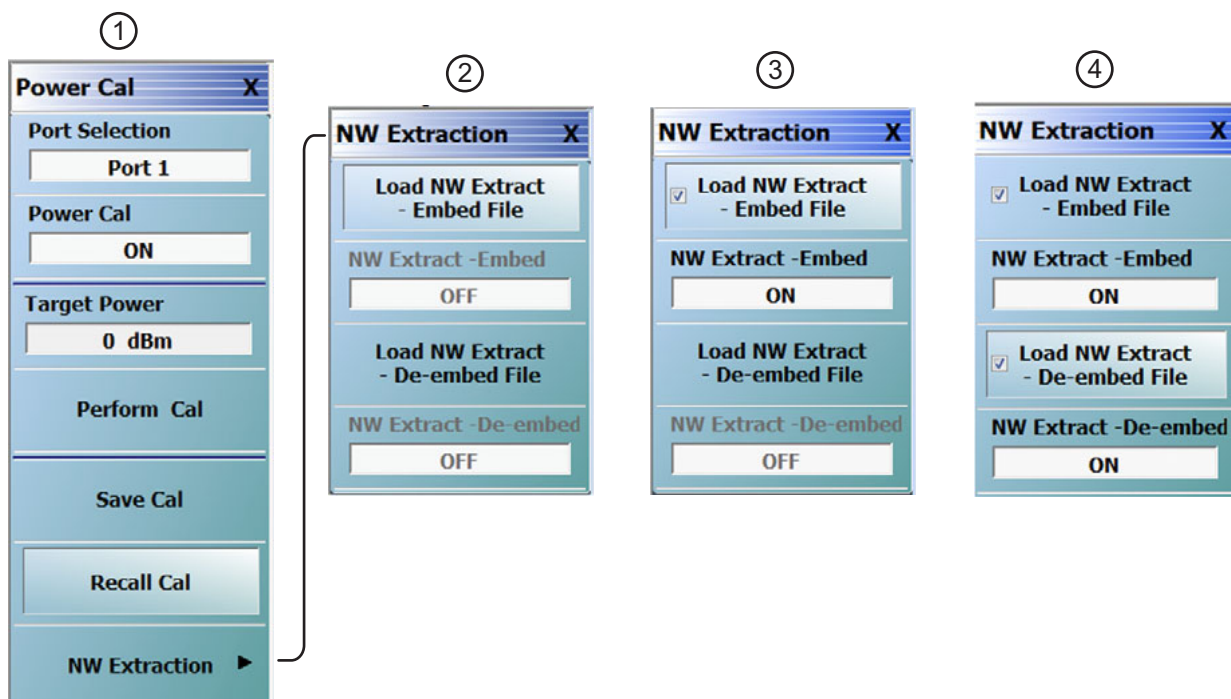 1
Power Cal X
Port Selection
Port 1
Power Cal
ON
Target Power
0 dBm
Perform Cal
Save Cal
Recall Cal
NW Extraction
2
NW Extraction X
Load NW Extract
- Embed File
NW Extract -Embed
OFF
Load NW Extract
- De-embed File
NW Extract -De-embed
OFF
3
NW Extraction X
Load NW Extract
- Embed File
NW Extract -Embed
ON
Load NW Extract
- De-embed File
NW Extract -De-embed
OFF
4
NW Extraction X
Load NW Extract
- Embed File
NW Extract -Embed
ON
Load NW Extract
- De-embed File
NW Extract -De-embed
ON